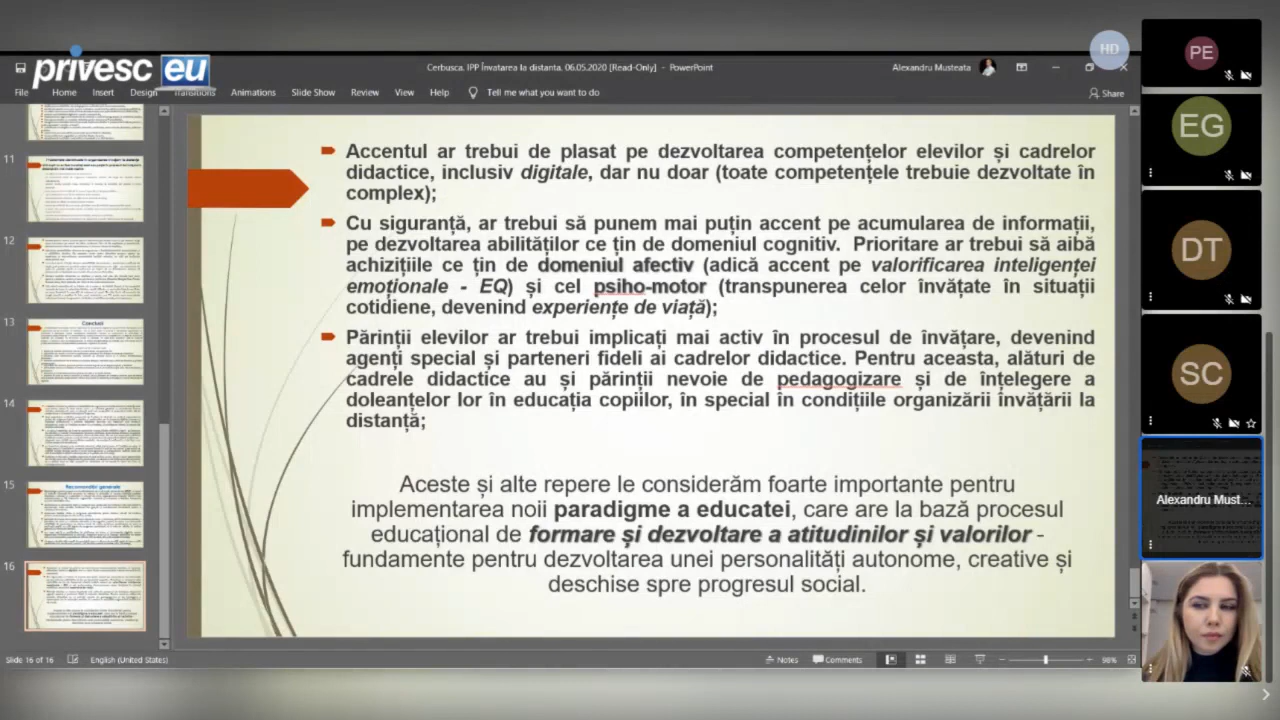 privesc eu
Cerbusca. IPP Învatarea la distanta, 06.05.2020 [Read-Only] - PowerPoint
Alexandru Musteata
HD
File Home Insert Design Transitions Animations Slide Show Review View Help Tell me what you want to do
Share
Accentul ar trebui de plasat pe dezvoltarea competențelor elevilor și cadrelor
didactice, inclusiv digitale, dar nu doar (toate competențele trebuie dezvoltate în
complex);
Cu siguranță, ar trebui să punem mai puțin accent pe acumularea de informații,
pe dezvoltarea abilităților ce țin de domeniul cognitiv. Prioritare ar trebui să aibă
achizițiile ce țin de domeniul afectiv (adică accent pe valorificarea inteligenței
emoționale - EQ) și cel psiho-motor (transpunerea celor învățate în situații
cotidiene, devenind experiențe de viață);
Părinții elevilor ar trebui implicați mai activ în procesul de învățare, devenind
agenți special și parteneri fideli ai cadrelor didactice. Pentru aceasta, alături de
cadrele didactice au și părinții nevoie de pedagogizare și de înțelegere a
doleanțelor lor în educația copiilor, în special în condițiile organizării învățării la
distanță;
Aceste și alte repere le considerăm foarte importante pentru
implementarea noii paradigme a educatei, care are la bază procesul
educațional de formare și dezvoltare a atitudinilor și valorilor -
fundamente pentru dezvoltarea unei personalități autonome, creative și
deschise spre progresul social.
11
12
13
Concluzii
14
15
Recomandări generale
16
Slide 16 of 16 English (United States)
Notes Comments 98%
PE
EG
DT
SC
Alexandru Must...